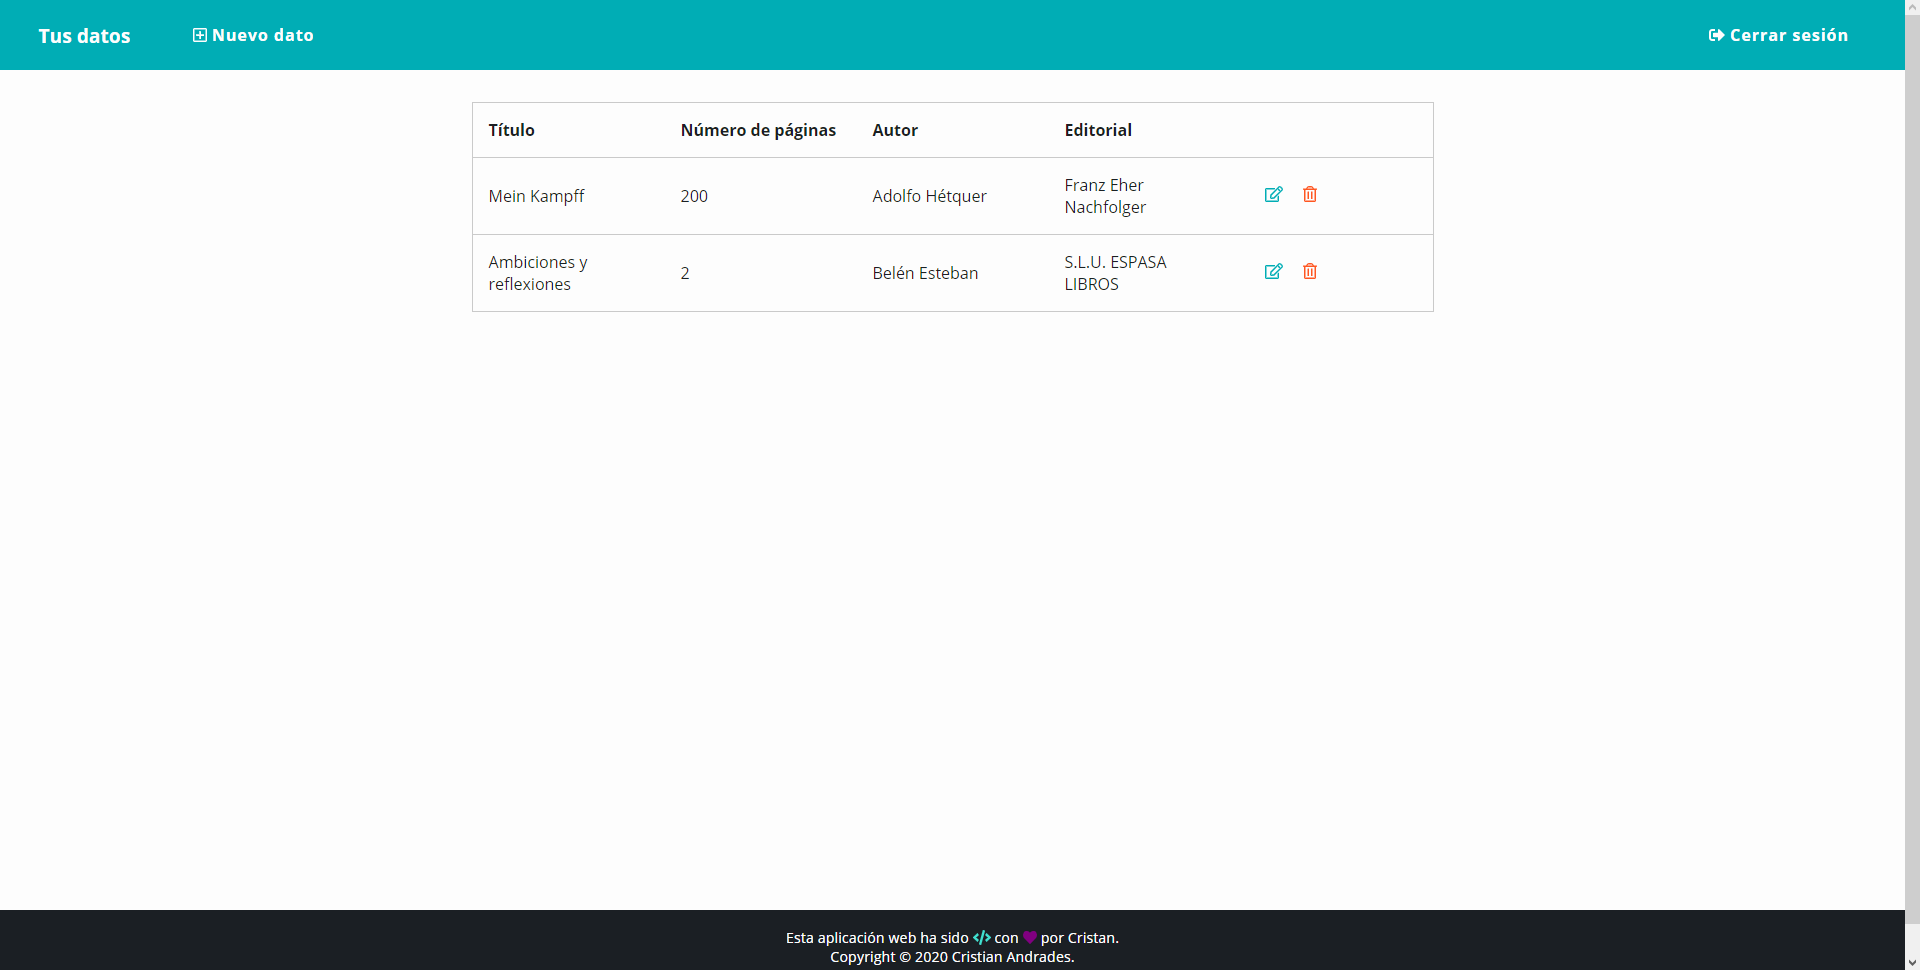 Tus datos Nuevo dato Cerrar sesión
Título Número de páginas Autor Editorial
Mein Kampff 200 Adolfo Hétquer Franz Eher
Nachfolger
Ambiciones y
reflexiones 2 Belén Esteban S.L.U. ESPASA
LIBROS
Esta aplicación web ha sido </> con por Cristan.
Copyright © 2020 Cristian Andrades.